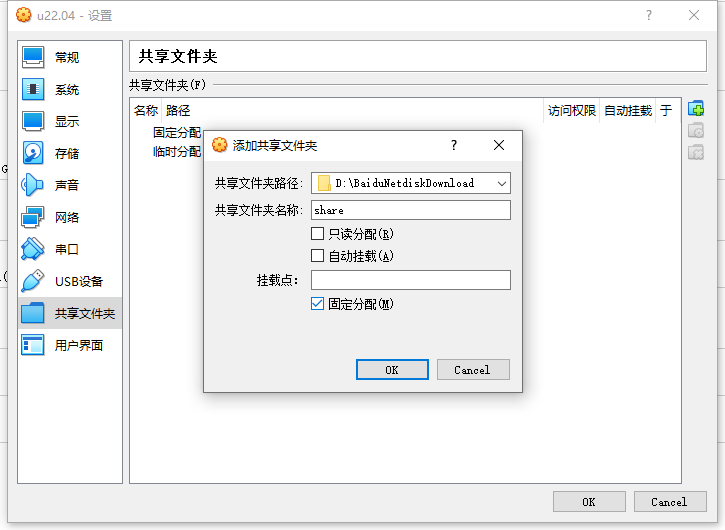 u22.04 - 设置
常规
系统
显示
存储
声音
网络
串口
USB设备
共享文件夹
用户界面
共享文件夹
共享文件夹(F)
名称 路径 访问权限 自动挂载 于
固定分配
临时分配
添加共享文件夹
共享文件夹路径: D:\BaiduNetdiskDownload
共享文件夹名称: share
只读分配(R)
自动挂载(A)
挂载点:
固定分配(M)
OK Cancel
OK Cancel